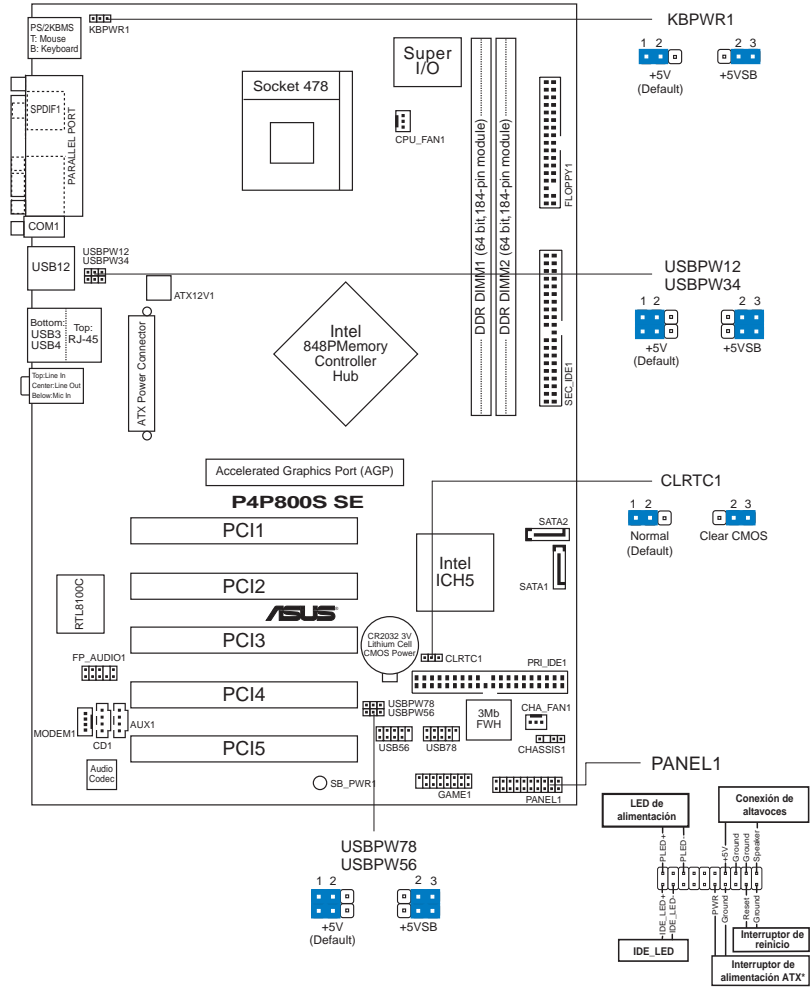 PS/2KBMS
T: Mouse
B: Keyboard
KBPWR1
KBPWR1
1 2
2 3
+5V
(Default)
+5VSB
Super
I/O
Socket 478
CPU_FAN1
SPDIF1
PARALLEL PORT
COM1
DDR DIMM1 (64 bit,184-pin module)
DDR DIMM2 (64 bit,184-pin module)
FLOPPY1
USB12
USBPW12
USBPW34
ATX12V1
USBPW12
USBPW34
1 2
2 3
+5V
(Default)
+5VSB
Bottom:
USB3
USB4
Top:
RJ-45
Top:Line In
Center:Line Out
Below:Mic In
ATX Power Connector
Intel
848PMemory
Controller
Hub
SEC_IDE1
Accelerated Graphics Port (AGP)
P4P800S SE
CLRTC1
1 2
2 3
Normal
(Default)
Clear CMOS
PCI1
PCI2
PCI3
PCI4
PCI5
SATA2
SATA1
Intel
ICH5
RTL8100C
ASUS
CR2032 3V
Lithium Cell
CMOS Power
CLRTC1
PRI_IDE1
FP_AUDIO1
USBPW78
USBPW56
3Mb
FWH
CHA_FAN1
MODEM1
CD1
AUX1
USB56
USB78
CHASSIS1
Audio
Codec
SB_PWR1
GAME1
PANEL1
PANEL1
USBPW78
USBPW56
1 2
2 3
+5V
(Default)
+5VSB
LED de
alimentación
Conexión de
altavoces
PLED+
PLED-
+5V
Ground
Ground
Speaker
IDE_LED+
IDE_LED-
PWR
Ground
Reset
Ground
IDE_LED
Interruptor de
reinicio
Interruptor de
alimentación ATX*